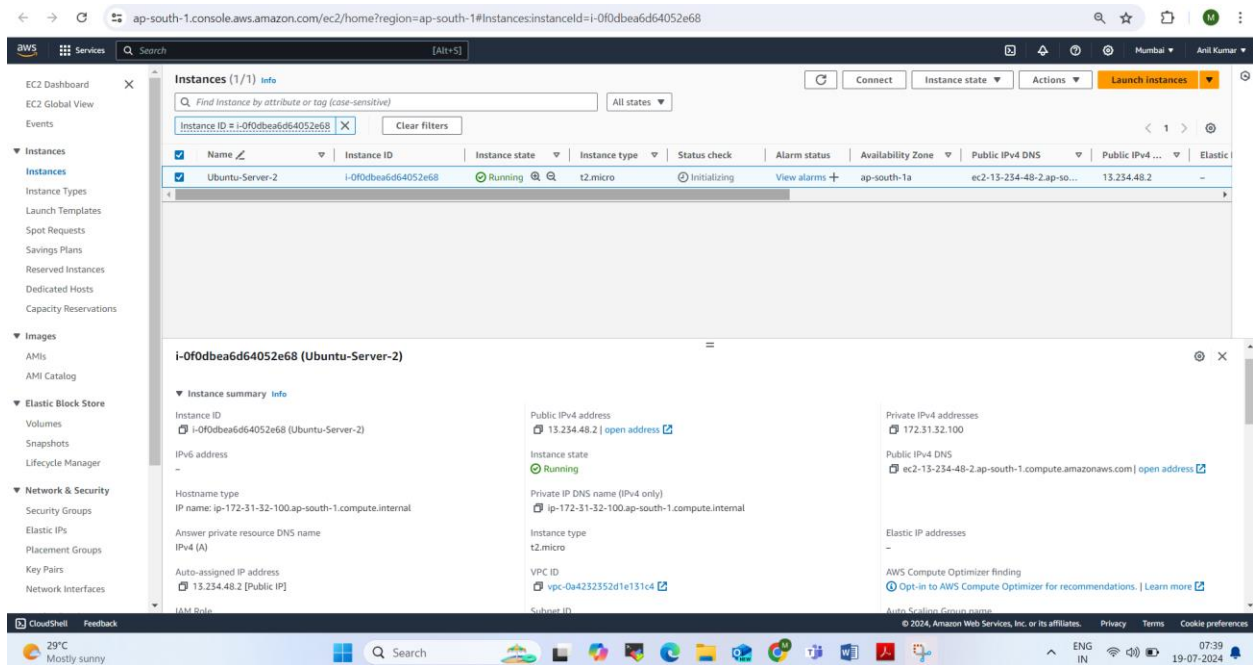 ap-south-1.console.aws.amazon.com/ec2/home?region=ap-south-1#Instances:instanceId=i-0f0dbea6d64052e68
M
aws Services Search [Alt+S] Mumbai Anil Kumar
EC2 Dashboard
EC2 Global View
Events
Instances
Instances
Instance Types
Launch Templates
Spot Requests
Savings Plans
Reserved Instances
Dedicated Hosts
Capacity Reservations
Images
AMIs
AMI Catalog
Elastic Block Store
Volumes
Snapshots
Lifecycle Manager
Network & Security
Security Groups
Elastic IPs
Placement Groups
Key Pairs
Network Interfaces
Instances (1/1) Info Connect Instance state Actions Launch instances
Find Instance by attribute or tag (case-sensitive) All states
Instance ID = i-0f0dbea6d64052e68 Clear filters 1
Name Instance ID Instance state Instance type Status check Alarm status Availability Zone Public IPv4 DNS Public IPv4 ... Elastic
Ubuntu-Server-2 i-0f0dbea6d64052e68 Running t2.micro Initializing View alarms + ap-south-1a ec2-13-234-48-2.ap-so... 13.234.48.2 –
i-0f0dbea6d64052e68 (Ubuntu-Server-2)
Instance summary Info
Instance ID Public IPv4 address Private IPv4 addresses
i-0f0dbea6d64052e68 (Ubuntu-Server-2) 13.234.48.2 | open address 172.31.32.100
IPv6 address Instance state Public IPv4 DNS
– Running ec2-13-234-48-2.ap-south-1.compute.amazonaws.com | open address
Hostname type Private IP DNS name (IPv4 only)
IP name: ip-172-31-32-100.ap-south-1.compute.internal ip-172-31-32-100.ap-south-1.compute.internal
Answer private resource DNS name Instance type Elastic IP addresses
IPv4 (A) t2.micro –
Auto-assigned IP address VPC ID AWS Compute Optimizer finding
13.234.48.2 [Public IP] vpc-0a4232352d1e131c4 Opt-in to AWS Compute Optimizer for recommendations. | Learn more
IAM Role Subnet ID Auto Scaling Group name
CloudShell Feedback © 2024, Amazon Web Services, Inc. or its affiliates. Privacy Terms Cookie preferences
29°C
Mostly sunny
Search
ENG
IN
07:39
19-07-2024